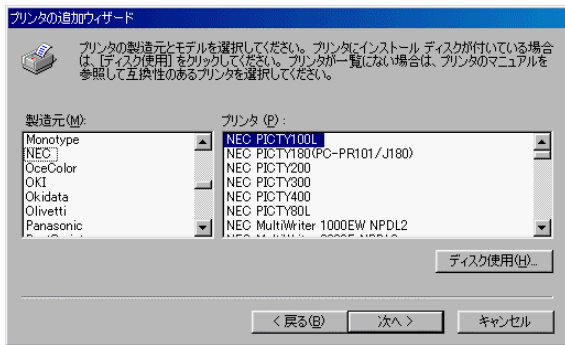 プリンタの追加ウィザード
プリンタの製造元とモデルを選択してください。プリンタにインストール ディスクが付いている場合
は、[ディスク使用] をクリックしてください。プリンタが一覧にない場合は、プリンタのマニュアルを
参照して互換性のあるプリンタを選択してください。
製造元(M):
Monotype
NEC
OceColor
OKI
Okidata
Olivetti
Panasonic
プリンタ (P) :
NEC PICTY100L
NEC PICTY180(PC-PR101/J180)
NEC PICTY200
NEC PICTY300
NEC PICTY400
NEC PICTY80L
NEC MultiWriter 1000EW NPDL2
ディスク使用(H)...
< 戻る(B)
次へ >
キャンセル